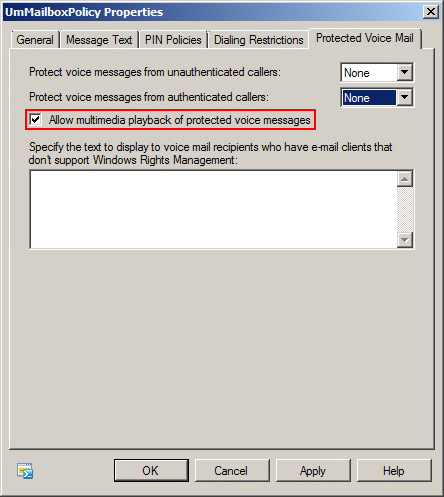 UmMailboxPolicy Properties
General
Message Text
PIN Policies
Dialing Restrictions
Protected Voice Mail
Protect voice messages from unauthenticated callers:
None
Protect voice messages from authenticated callers:
None
Allow multimedia playback of protected voice messages
Specify the text to display to voice mail recipients who have e-mail clients that
don't support Windows Rights Management:
OK
Cancel
Apply
Help